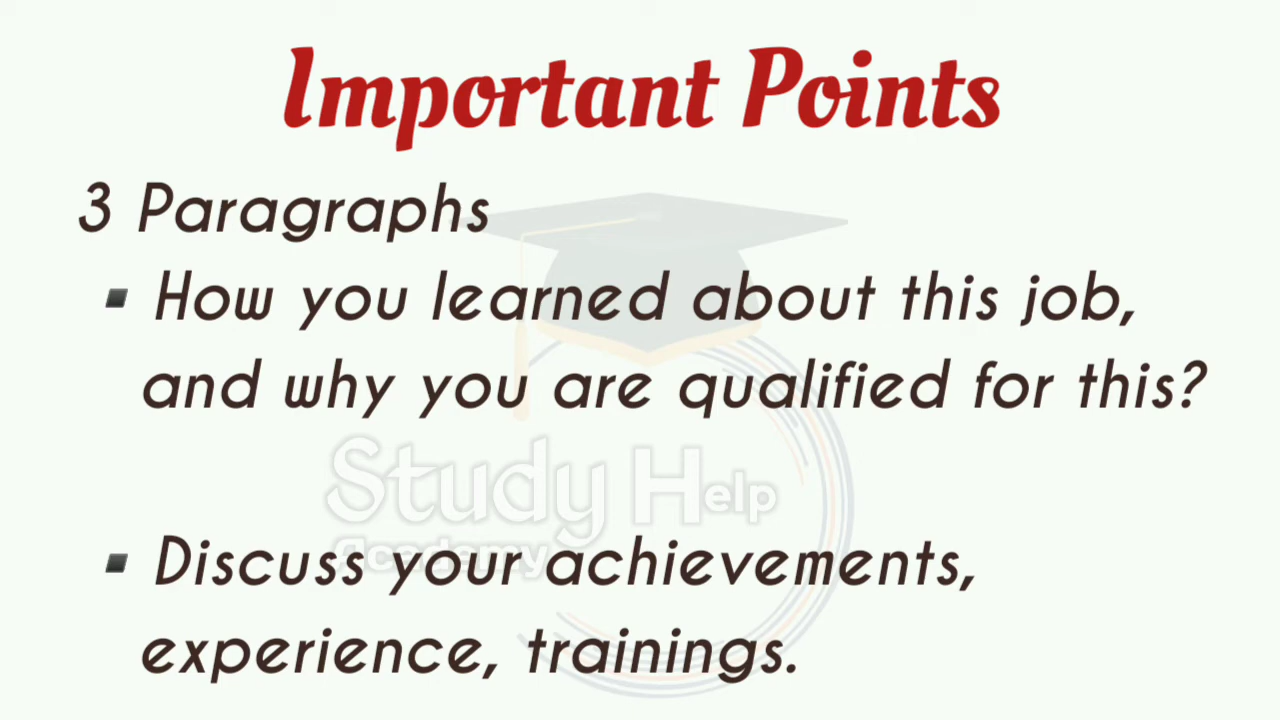 Important Points
3 Paragraphs
▪ How you learned about this job,
and why you are qualified for this?
Study Help
Academy
▪ Discuss your achievements,
experience, trainings.